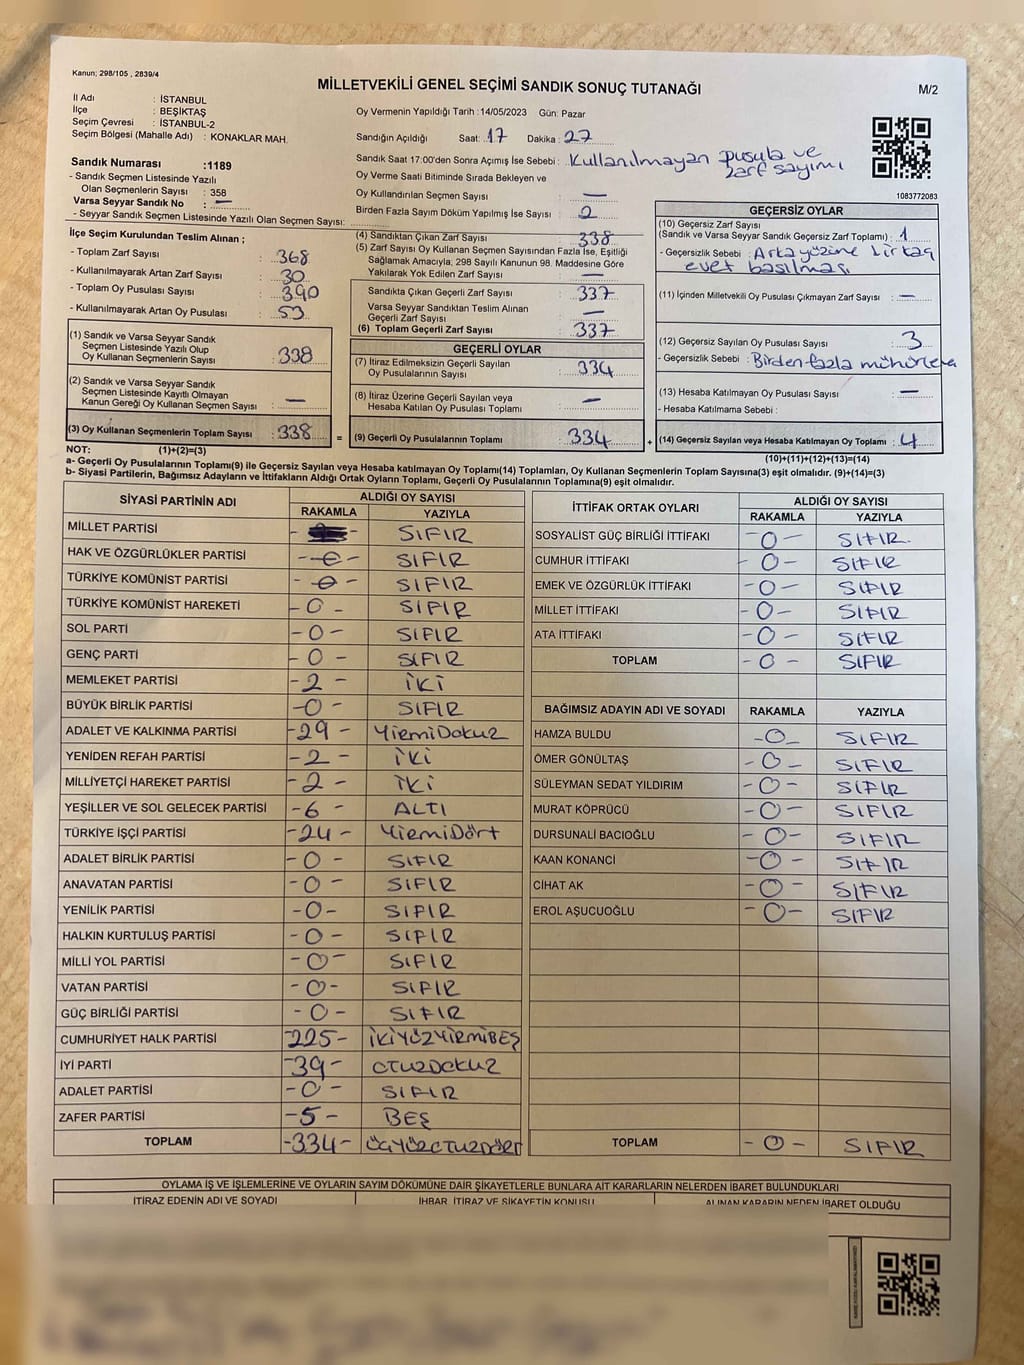 Kanun; 298/105 , 2839/4
MİLLETVEKİLİ GENEL SEÇİMİ SANDIK SONUÇ TUTANAĞI
M/2
İl Adı : İSTANBUL
İlçe : BEŞİKTAŞ
Seçim Çevresi : İSTANBUL-2
Seçim Bölgesi (Mahalle Adı) : KONAKLAR MAH.
Sandık Numarası :1189
- Sandık Seçmen Listesinde Yazılı
Olan Seçmenlerin Sayısı : 358
Varsa Seyyar Sandık No : —
- Seyyar Sandık Seçmen Listesinde Yazılı Olan Seçmen Sayısı:
Oy Vermenin Yapıldığı Tarih :14/05/2023 Gün: Pazar
Sandığın Açıldığı Saat: 17 Dakika : 27
Sandık Saat 17:00'den Sonra Açımış İse Sebebi : Kullanılmayan pusula ve
zarf sayımı
Oy Verme Saati Bitiminde Sırada Bekleyen ve
Oy Kullandırılan Seçmen Sayısı : —
Birden Fazla Sayım Döküm Yapılmış İse Sayısı : 2
1083772083
İlçe Seçim Kurulundan Teslim Alınan ;
- Toplam Zarf Sayısı : 368
- Kullanılmayarak Artan Zarf Sayısı : 30
- Toplam Oy Pusulası Sayısı : 390
- Kullanılmayarak Artan Oy Pusulası : 53
(1) Sandık ve Varsa Seyyar Sandık
Seçmen Listesinde Yazılı Olup
Oy Kullanan Seçmenlerin Sayısı : 338
(2) Sandık ve Varsa Seyyar Sandık
Seçmen Listesinde Kayıtlı Olmayan
Kanun Gereği Oy Kullanan Seçmen Sayısı : —
(3) Oy Kullanan Seçmenlerin Toplam Sayısı : 338
(4) Sandıktan Çıkan Zarf Sayısı : 338
(5) Zarf Sayısı Oy Kullanan Seçmen Sayısından Fazla İse, Eşitliği
Sağlamak Amacıyla, 298 Sayılı Kanunun 98. Maddesine Göre
Yakılarak Yok Edilen Zarf Sayısı : —
Sandıkta Çıkan Geçerli Zarf Sayısı : 337
Varsa Seyyar Sandıktan Teslim Alınan
Geçerli Zarf Sayısı : —
(6) Toplam Geçerli Zarf Sayısı : 337
GEÇERLİ OYLAR
(7) İtiraz Edilmeksizin Geçerli Sayılan
Oy Pusulalarının Sayısı : 334
(8) İtiraz Üzerine Geçerli Sayılan veya
Hesaba Katılan Oy Pusulası Toplamı : —
= (9) Geçerli Oy Pusulalarının Toplamı : 334
GEÇERSİZ OYLAR
(10) Geçersiz Zarf Sayısı
(Sandık ve Varsa Seyyar Sandık Geçersiz Zarf Toplamı) : 1
- Geçersizlik Sebebi : Arka yüzüne birkaç
evet basılması
(11) İçinden Milletvekili Oy Pusulası Çıkmayan Zarf Sayısı : —
(12) Geçersiz Sayılan Oy Pusulası Sayısı : 3
- Geçersizlik Sebebi : Birden fazla mühürleme
(13) Hesaba Katılmayan Oy Pusulası Sayısı : —
- Hesaba Katılmama Sebebi :
+ (14) Geçersiz Sayılan veya Hesaba Katılmayan Oy Toplamı : 4
NOT: (1)+(2)=(3)
(10)+(11)+(12)+(13)=(14)
a- Geçerli Oy Pusulalarının Toplamı(9) ile Geçersiz Sayılan veya Hesaba katılmayan Oy Toplamı(14) Toplamları, Oy Kullanan Seçmenlerin Toplam Sayısına(3) eşit olmalıdır. (9)+(14)=(3)
b- Siyasi Partilerin, Bağımsız Adayların ve İttifakların Aldığı Ortak Oyların Toplamı, Geçerli Oy Pusulalarının Toplamına(9) eşit olmalıdır.
SİYASİ PARTİNİN ADI ALDIĞI OY SAYISI
RAKAMLA YAZIYLA
MİLLET PARTİSİ SIFIR
HAK VE ÖZGÜRLÜKLER PARTİSİ -0- SIFIR
TÜRKİYE KOMÜNİST PARTİSİ -0- SIFIR
TÜRKİYE KOMÜNİST HAREKETİ -0- SIFIR
SOL PARTİ -0- SIFIR
GENÇ PARTİ -0- SIFIR
MEMLEKET PARTİSİ -2- İKİ
BÜYÜK BİRLİK PARTİSİ -0- SIFIR
ADALET VE KALKINMA PARTİSİ -29- YirmiDokuz
YENİDEN REFAH PARTİSİ -2- İKİ
MİLLİYETÇİ HAREKET PARTİSİ -2- İKİ
YEŞİLLER VE SOL GELECEK PARTİSİ -6- ALTI
TÜRKİYE İŞÇİ PARTİSİ -24- YirmiDört
ADALET BİRLİK PARTİSİ -0- SIFIR
ANAVATAN PARTİSİ -0- SIFIR
YENİLİK PARTİSİ -0- SIFIR
HALKIN KURTULUŞ PARTİSİ -0- SIFIR
MİLLİ YOL PARTİSİ -0- SIFIR
VATAN PARTİSİ -0- SIFIR
GÜÇ BİRLİĞİ PARTİSİ -0- SIFIR
CUMHURİYET HALK PARTİSİ -225- İKİYÜZYİRMİBEŞ
İYİ PARTİ -39- OTUZDOKUZ
ADALET PARTİSİ -0- SIFIR
ZAFER PARTİSİ -5- BEŞ
TOPLAM -334- ÜÇYÜZOTUZDÖRT
İTTİFAK ORTAK OYLARI ALDIĞI OY SAYISI
RAKAMLA YAZIYLA
SOSYALİST GÜÇ BİRLİĞİ İTTİFAKI -0- SIFIR
CUMHUR İTTİFAKI -0- SIFIR
EMEK VE ÖZGÜRLÜK İTTİFAKI -0- SIFIR
MİLLET İTTİFAKI -0- SIFIR
ATA İTTİFAKI -0- SIFIR
TOPLAM -0- SIFIR
BAĞIMSIZ ADAYIN ADI VE SOYADI RAKAMLA YAZIYLA
HAMZA BULDU -0- SIFIR
ÖMER GÖNÜLTAŞ -0- SIFIR
SÜLEYMAN SEDAT YILDIRIM -0- SIFIR
MURAT KÖPRÜCÜ -0- SIFIR
DURSUNALİ BACIOĞLU -0- SIFIR
KAAN KONANCİ -0- SIFIR
CİHAT AK -0- SIFIR
EROL AŞUCUOĞLU -0- SIFIR
TOPLAM -0- SIFIR
OYLAMA İŞ VE İŞLEMLERİNE VE OYLARIN SAYIM DÖKÜMÜNE DAİR ŞİKAYETLERLE BUNLARA AİT KARARLARIN NELERDEN İBARET BULUNDUKLARI
İTİRAZ EDENİN ADI VE SOYADI İHBAR, İTİRAZ VE ŞİKAYETİN KONUSU ALINAN KARARIN NEDEN İBARET OLDUĞU